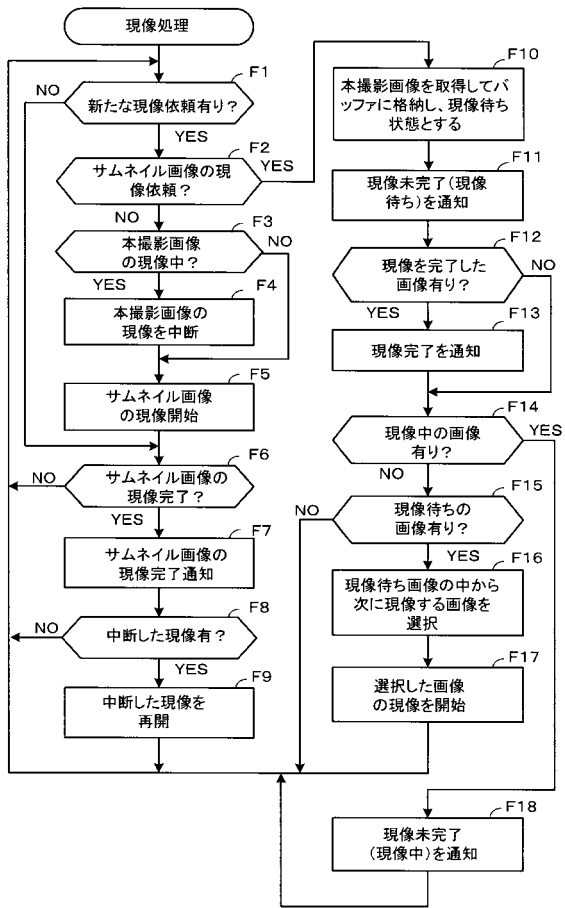 現像処理
F1
新たな現像依頼有り?
NO
YES
F2
サムネイル画像の現
像依頼?
YES
NO
F3
本撮影画像
の現像中?
NO
YES
F4
本撮影画像の
現像を中断
F5
サムネイル画像
の現像開始
F6
サムネイル画像の
現像完了?
NO
YES
F7
サムネイル画像の
現像完了通知
F8
中断した現像有?
NO
YES
F9
中断した現像を
再開
F10
本撮影画像を取得してバ
ッファに格納し、現像待ち
状態とする
F11
現像未完了(現像
待ち)を通知
F12
現像を完了した
画像有り?
NO
YES
F13
現像完了を通知
F14
現像中の画像
有り?
YES
NO
F15
現像待ちの
画像有り?
NO
YES
F16
現像待ち画像の中から
次に現像する画像を
選択
F17
選択した画像
の現像を開始
F18
現像未完了
(現像中)を通知